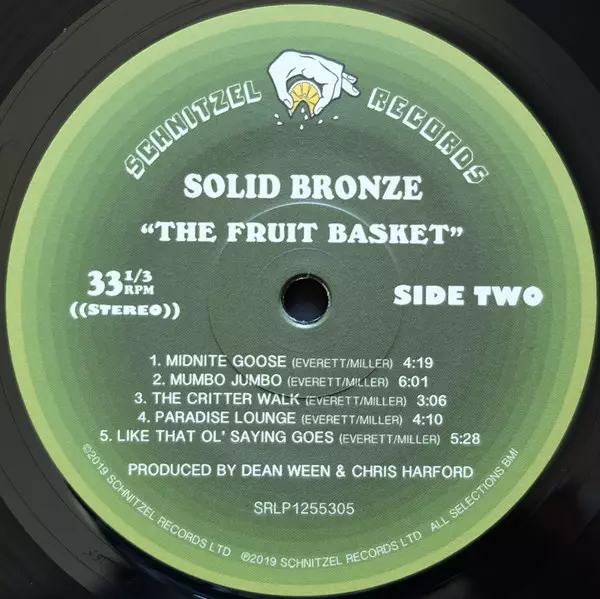 SCHNITZEL RECORDS
SOLID BRONZE
“THE FRUIT BASKET”
33 1/3
RPM
((STEREO))
SIDE TWO
1. MIDNITE GOOSE (EVERETT/MILLER) 4:19
2. MUMBO JUMBO (EVERETT/MILLER) 6:01
3. THE CRITTER WALK (EVERETT/MILLER) 3:06
4. PARADISE LOUNGE (EVERETT/MILLER) 4:10
5. LIKE THAT OL' SAYING GOES (EVERETT/MILLER) 5:28
PRODUCED BY DEAN WEEN & CHRIS HARFORD
SRLP1255305
©2019 SCHNITZEL RECORDS LTD ℗2019 SCHNITZEL RECORDS LTD ALL SELECTIONS BMI